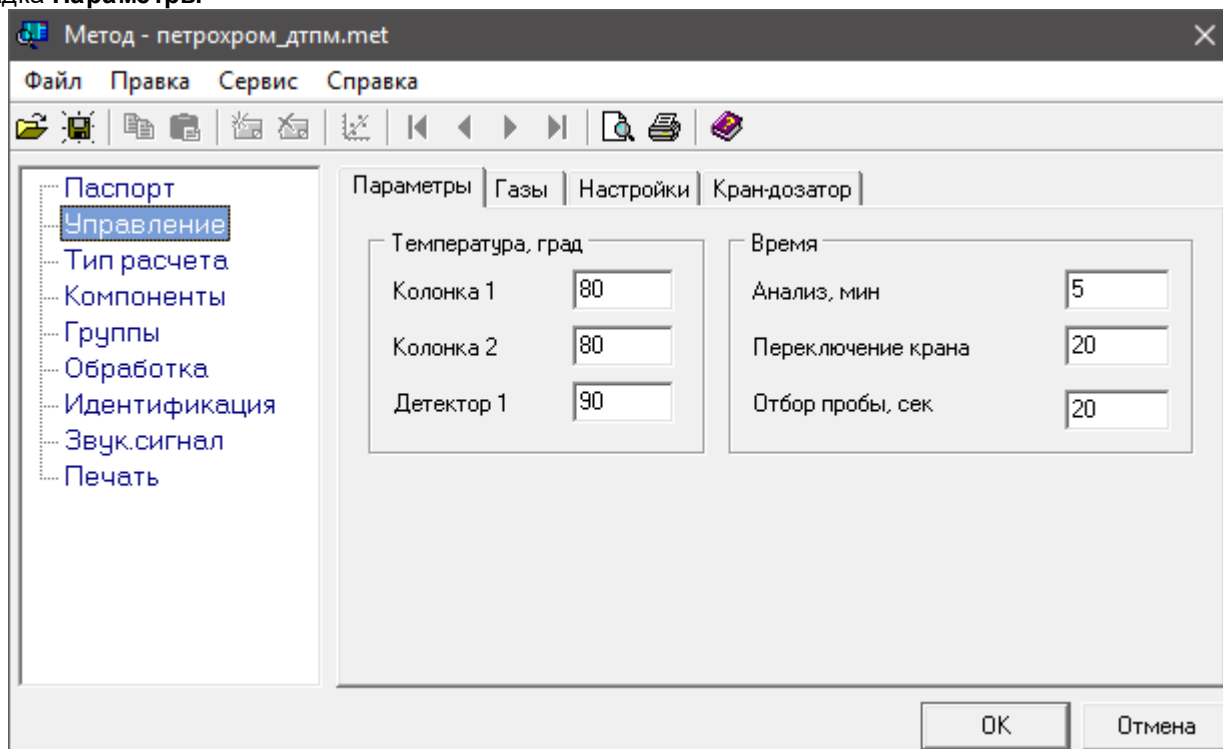 дка Параметры
Метод - петрохром_дтпм.met
Файл Правка Сервис Справка
Паспорт
Управление
Тип расчета
Компоненты
Группы
Обработка
Идентификация
Звук.сигнал
Печать
Параметры Газы Настройки Кран-дозатор
Температура, град
Колонка 1 80
Колонка 2 80
Детектор 1 90
Время
Анализ, мин 5
Переключение крана 20
Отбор пробы, сек 20
OK Отмена